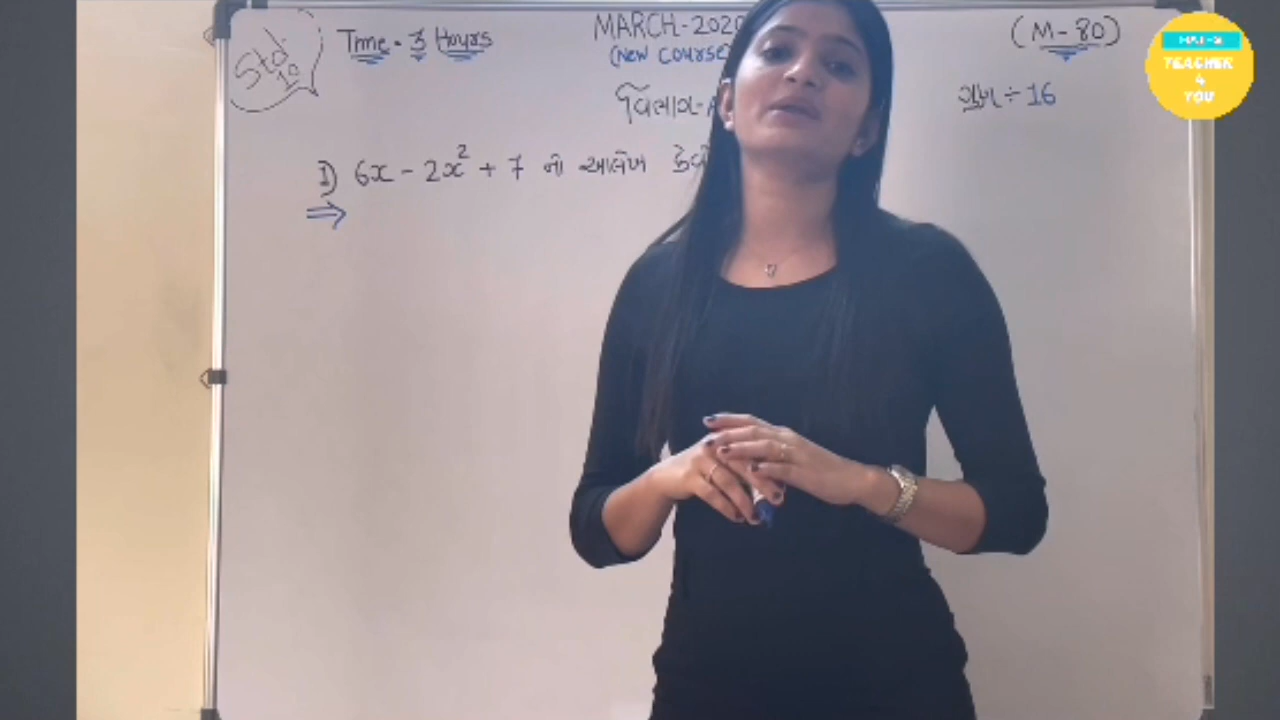 Std. 10
Time - 3 Hours
MARCH-2020
(NEW COURSE
(M-80)
વિભાગ-A
ગુણ ÷ 16
1) 6x - 2x² + 7 નો આલેખ
⇒
MAT-S
TEACHER
4
YOU